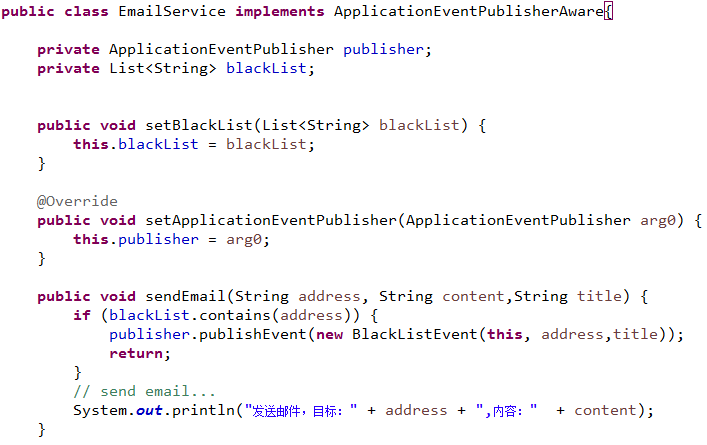 public class EmailService implements ApplicationEventPublisherAware{
private ApplicationEventPublisher publisher;
private List<String> blackList;
public void setBlackList(List<String> blackList) {
this.blackList = blackList;
}
@Override
public void setApplicationEventPublisher(ApplicationEventPublisher arg0) {
this.publisher = arg0;
}
public void sendEmail(String address, String content,String title) {
if (blackList.contains(address)) {
publisher.publishEvent(new BlackListEvent(this, address,title));
return;
}
// send email...
System.out.println("发送邮件，目标：" + address + ",内容："  + content);
}